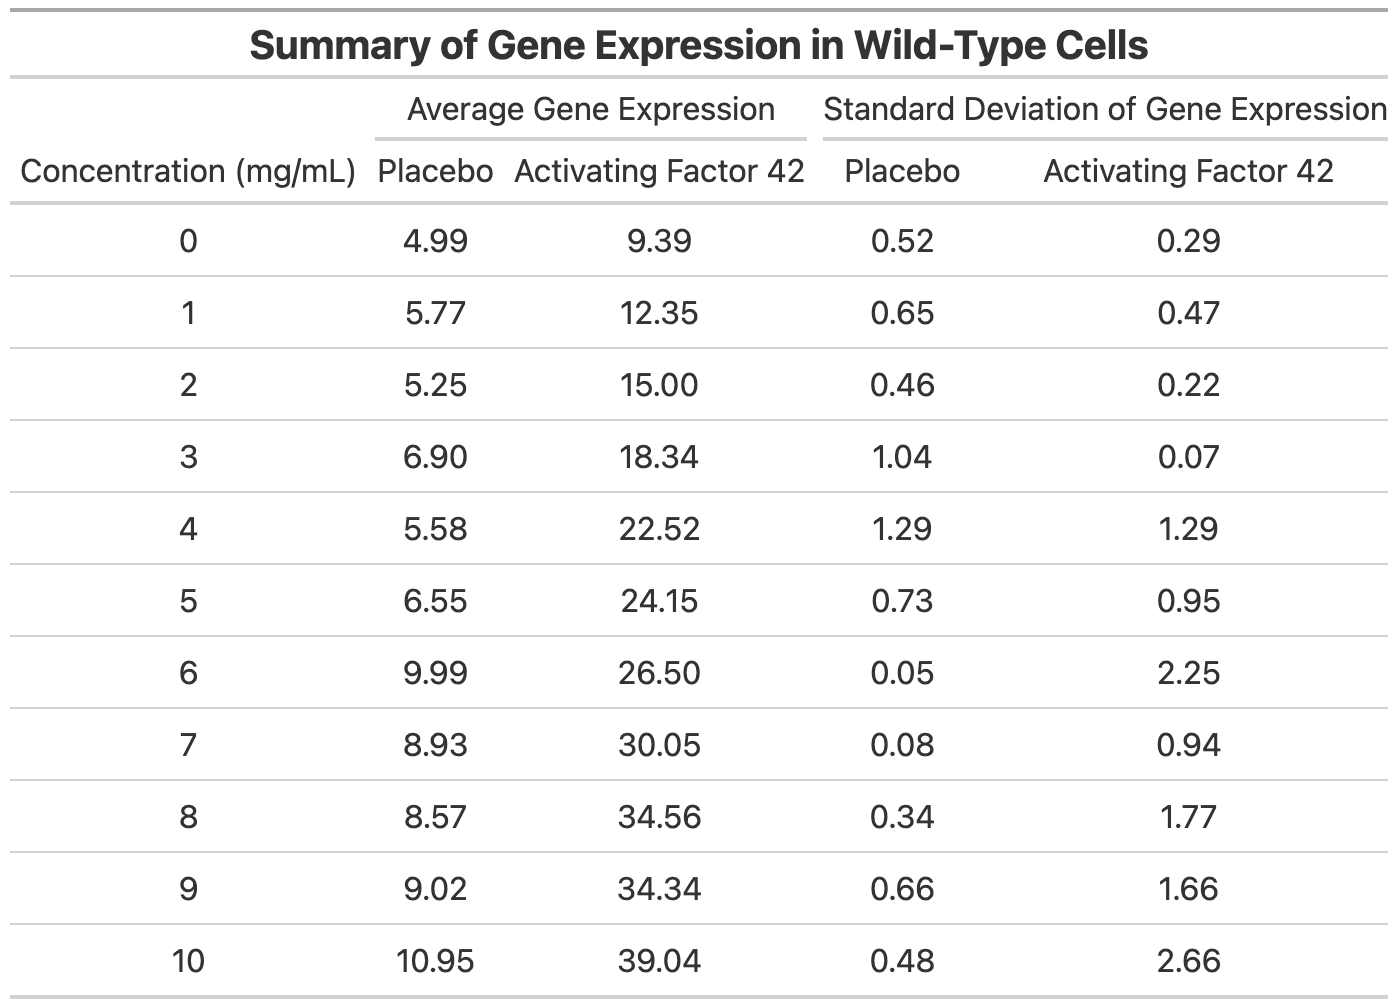 Summary of Gene Expression in Wild-Type Cells
Average Gene Expression Standard Deviation of Gene Expression
Concentration (mg/mL) Placebo Activating Factor 42 Placebo Activating Factor 42
0 4.99 9.39 0.52 0.29
1 5.77 12.35 0.65 0.47
2 5.25 15.00 0.46 0.22
3 6.90 18.34 1.04 0.07
4 5.58 22.52 1.29 1.29
5 6.55 24.15 0.73 0.95
6 9.99 26.50 0.05 2.25
7 8.93 30.05 0.08 0.94
8 8.57 34.56 0.34 1.77
9 9.02 34.34 0.66 1.66
10 10.95 39.04 0.48 2.66